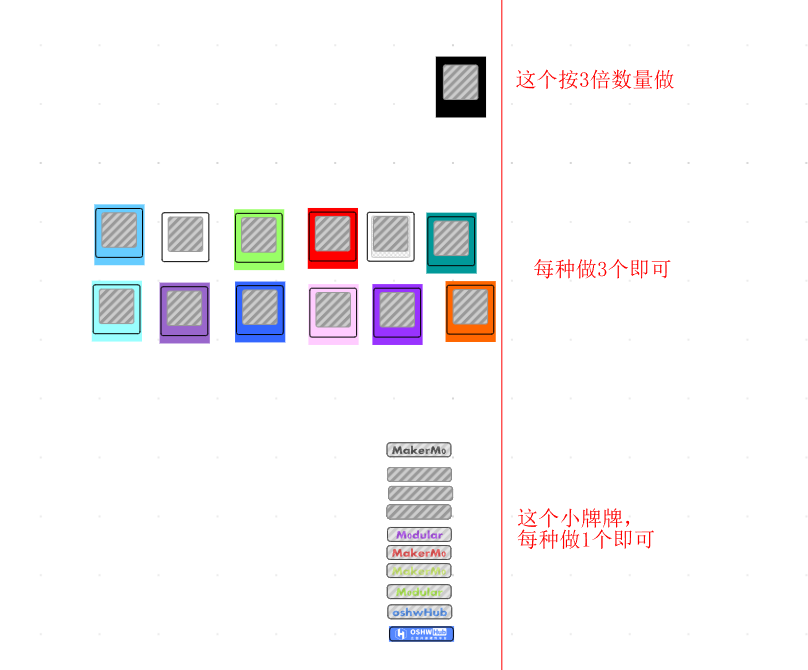 这个按3倍数量做
每种做3个即可
MakerMo
Modular
MakerMo
MakerMo
Modular
oshwHub
OSHWHub
这个小牌牌,
每种做1个即可